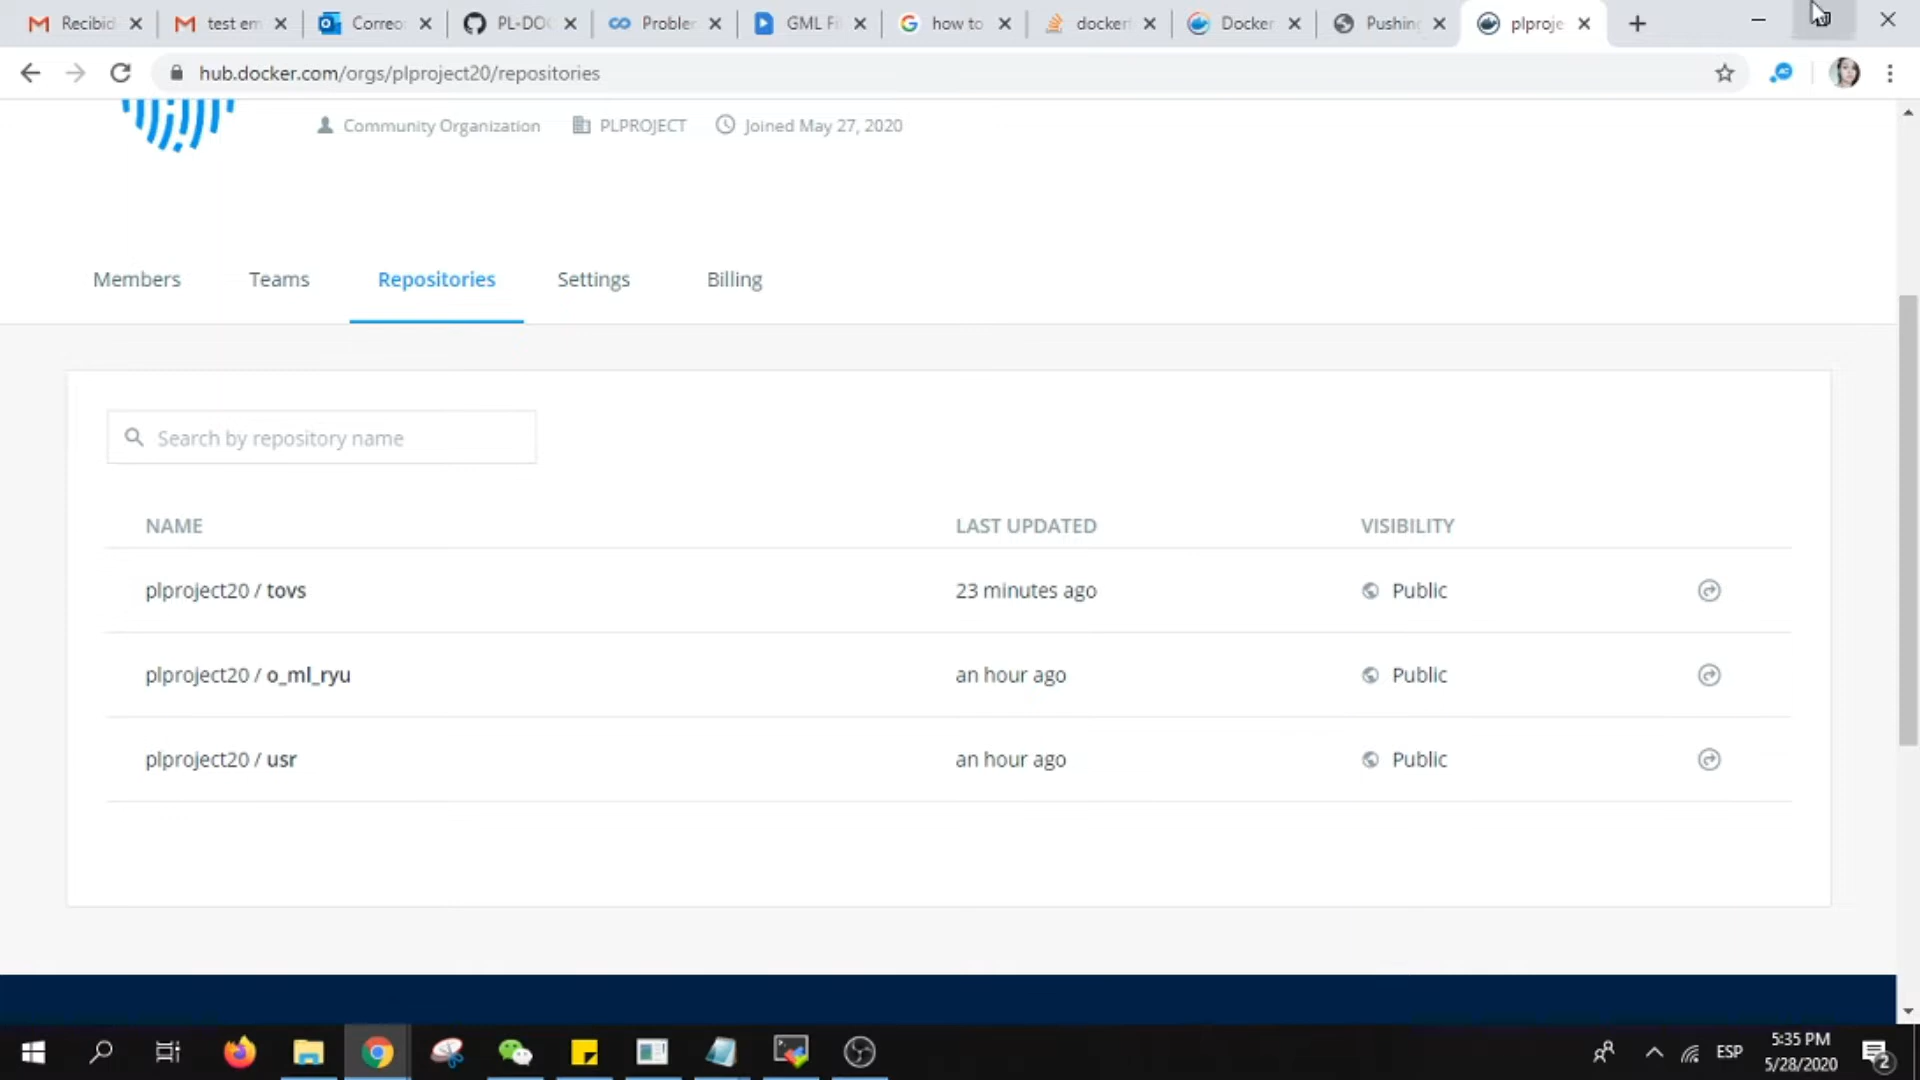 Recibid
test em
Correo
PL-DOC
Probler
GML Fi
how to
docker
Docker
Pushing
plproje
hub.docker.com/orgs/plproject20/repositories
Community Organization PLPROJECT Joined May 27, 2020
Members Teams Repositories Settings Billing
Search by repository name
NAME LAST UPDATED VISIBILITY
plproject20 / tovs 23 minutes ago Public
plproject20 / o_ml_ryu an hour ago Public
plproject20 / usr an hour ago Public
ESP
5:35 PM
5/28/2020
2